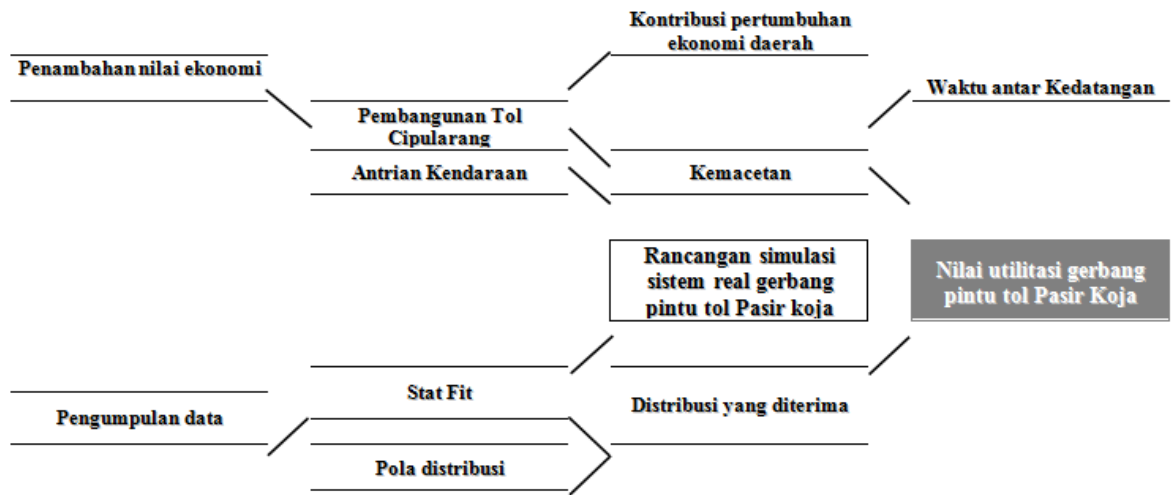 Kontribusi pertumbuhan
ekonomi daerah
Penambahan nilai ekonomi
Waktu antar Kedatangan
Pembangunan Tol
Cipularang
Antrian Kendaraan
Kemacetan
Rancangan simulasi
sistem real gerbang
pintu tol Pasir koja
Nilai utilitasi gerbang
pintu tol Pasir Koja
Stat Fit
Distribusi yang diterima
Pengumpulan data
Pola distribusi